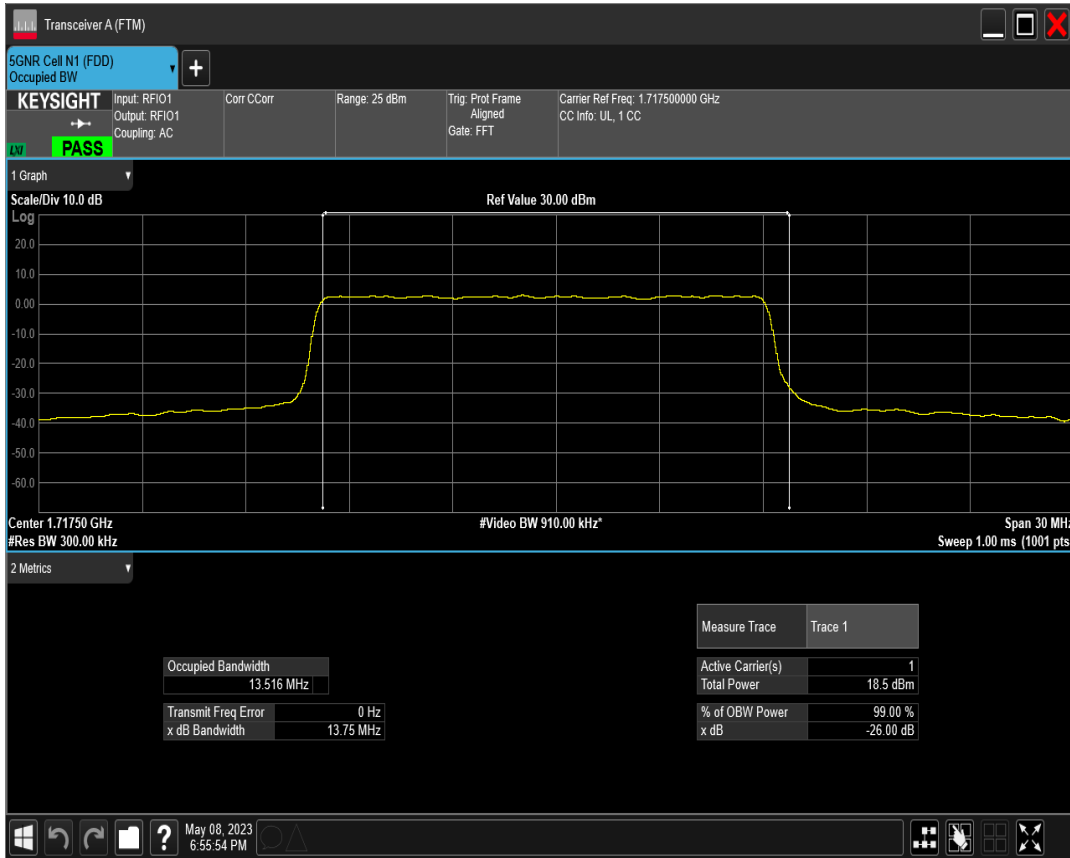 Transceiver A (FTM)
5GNR Cell N1 (FDD)
Occupied BW
+
KEYSIGHT
LXI
PASS
Input: RFIO1
Output: RFIO1
Coupling: AC
Corr CCorr
Range: 25 dBm
Trig: Prot Frame
Aligned
Gate: FFT
Carrier Ref Freq: 1.717500000 GHz
CC Info: UL, 1 CC
1 Graph
Scale/Div 10.0 dB
Ref Value 30.00 dBm
Log
20.0
10.0
0.00
-10.0
-20.0
-30.0
-40.0
-50.0
-60.0
Center 1.71750 GHz
#Video BW 910.00 kHz*
Span 30 MHz
#Res BW 300.00 kHz
Sweep 1.00 ms (1001 pts
2 Metrics
Measure Trace Trace 1
Occupied Bandwidth
13.516 MHz
Active Carrier(s) 1
Total Power 18.5 dBm
Transmit Freq Error 0 Hz
x dB Bandwidth 13.75 MHz
% of OBW Power 99.00 %
x dB -26.00 dB
?
May 08, 2023
6:55:54 PM